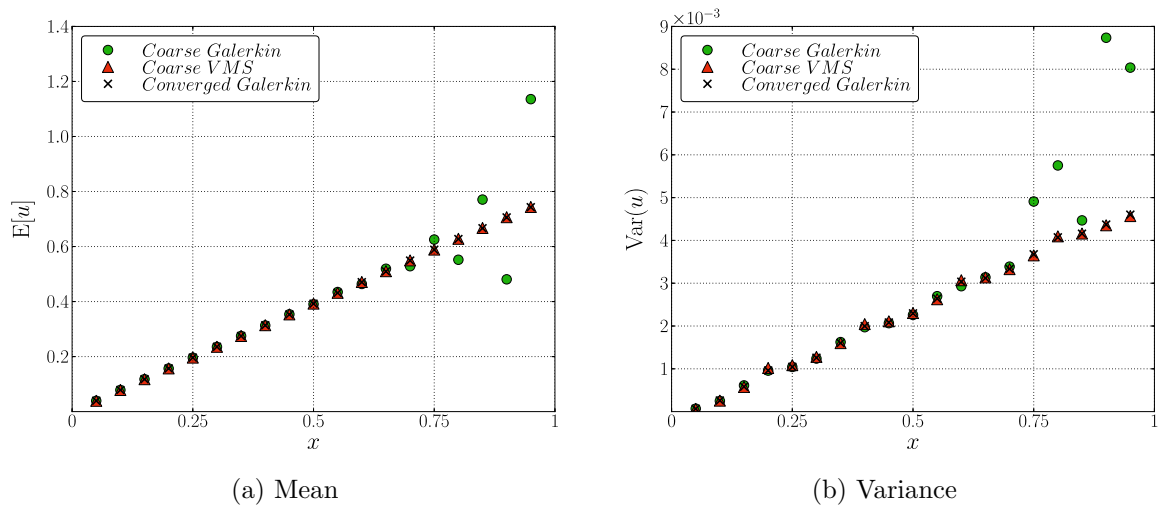 1.4
1.2
1.0
0.8
0.6
0.4
0.2
E[u]
Coarse Galerkin
Coarse VMS
Converged Galerkin
0
0.25
0.5
0.75
1
x
(a) Mean
×10⁻³
9
8
7
6
5
4
3
2
1
Var(u)
Coarse Galerkin
Coarse VMS
Converged Galerkin
0
0.25
0.5
0.75
1
x
(b) Variance